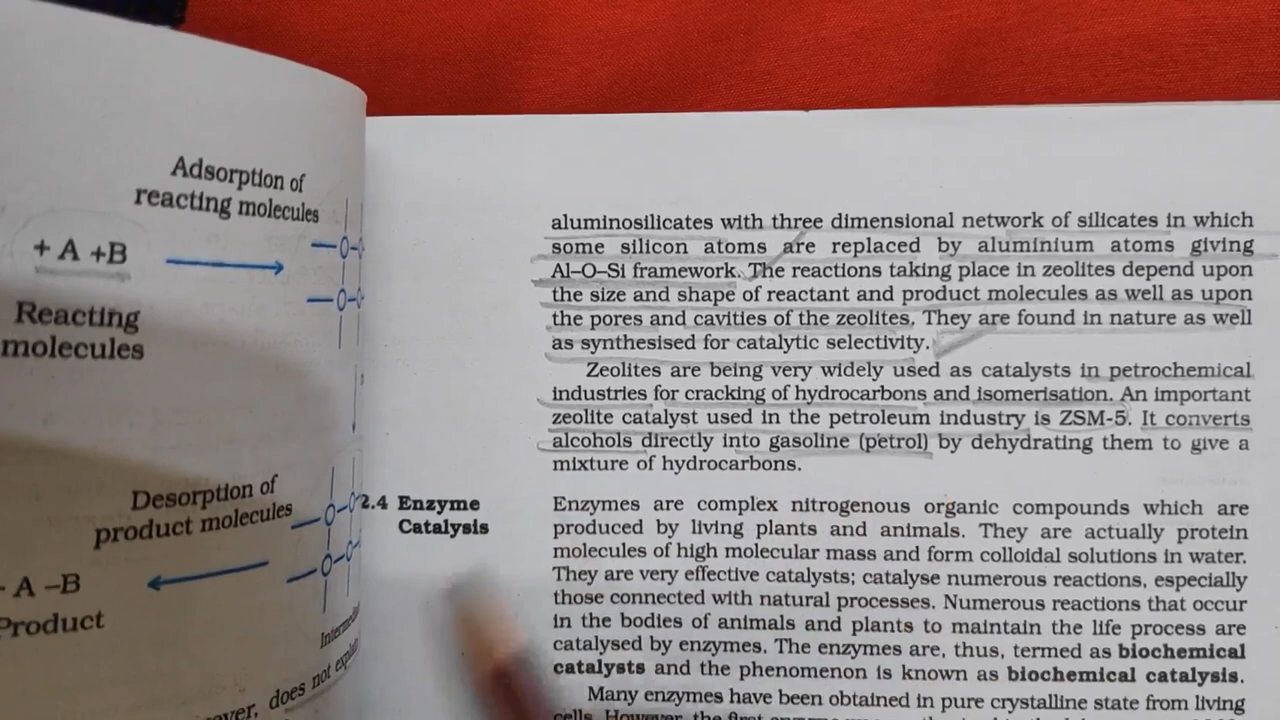 Adsorption of
reacting molecules
+ A +B
Reacting
molecules
Desorption of
product molecules
A –B
Product
does not
aluminosilicates with three dimensional network of silicates in which
some silicon atoms are replaced by aluminium atoms giving
Al–O–Si framework. The reactions taking place in zeolites depend upon
the size and shape of reactant and product molecules as well as upon
the pores and cavities of the zeolites. They are found in nature as well
as synthesised for catalytic selectivity.
Zeolites are being very widely used as catalysts in petrochemical
industries for cracking of hydrocarbons and isomerisation. An important
zeolite catalyst used in the petroleum industry is ZSM-5. It converts
alcohols directly into gasoline (petrol) by dehydrating them to give a
mixture of hydrocarbons.
2.4 Enzyme
Catalysis
Enzymes are complex nitrogenous organic compounds which are
produced by living plants and animals. They are actually protein
molecules of high molecular mass and form colloidal solutions in water.
They are very effective catalysts; catalyse numerous reactions, especially
those connected with natural processes. Numerous reactions that occur
in the bodies of animals and plants to maintain the life process are
catalysed by enzymes. The enzymes are, thus, termed as biochemical
catalysts and the phenomenon is known as biochemical catalysis.
Many enzymes have been obtained in pure crystalline state from living
cells. However, the first